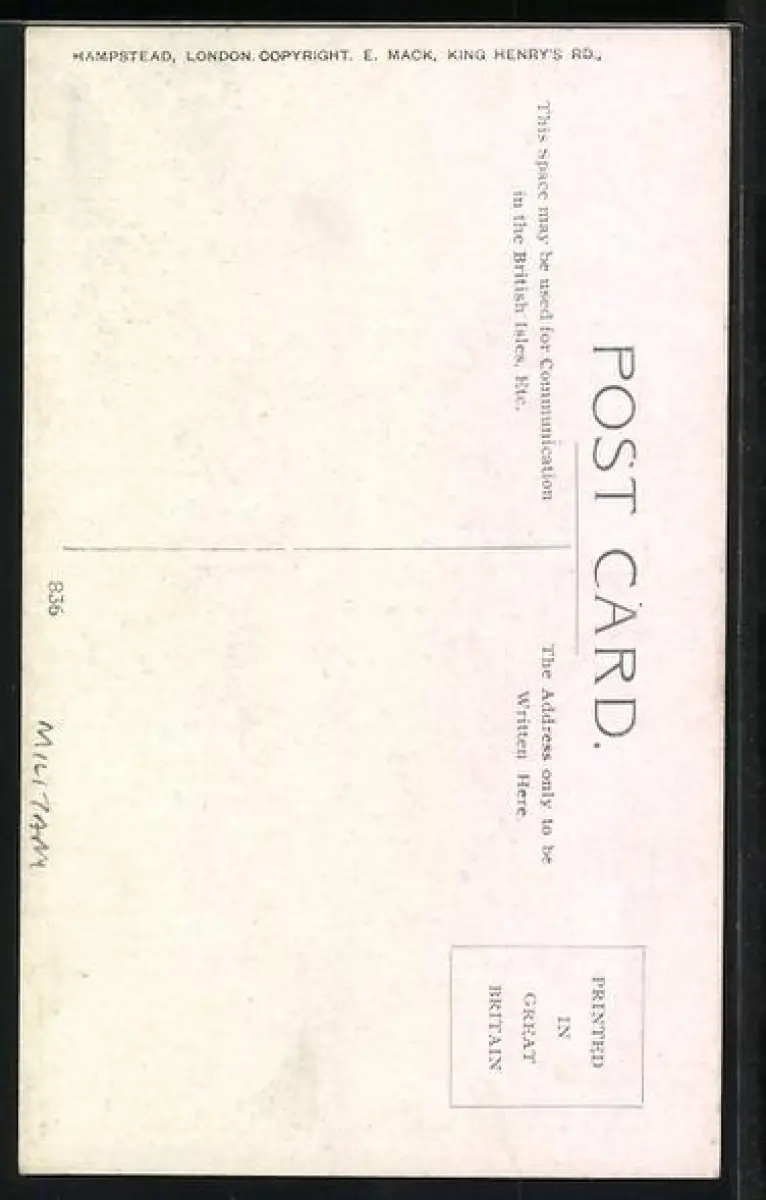 HAMPSTEAD, LONDON. COPYRIGHT. E. MACK, KING HENRY'S RD.,
POST CARD.
This space may be used for Communication
in the British Isles, Etc.
The Address only to be
Written Here.
PRINTED
IN
GREAT
BRITAIN
836